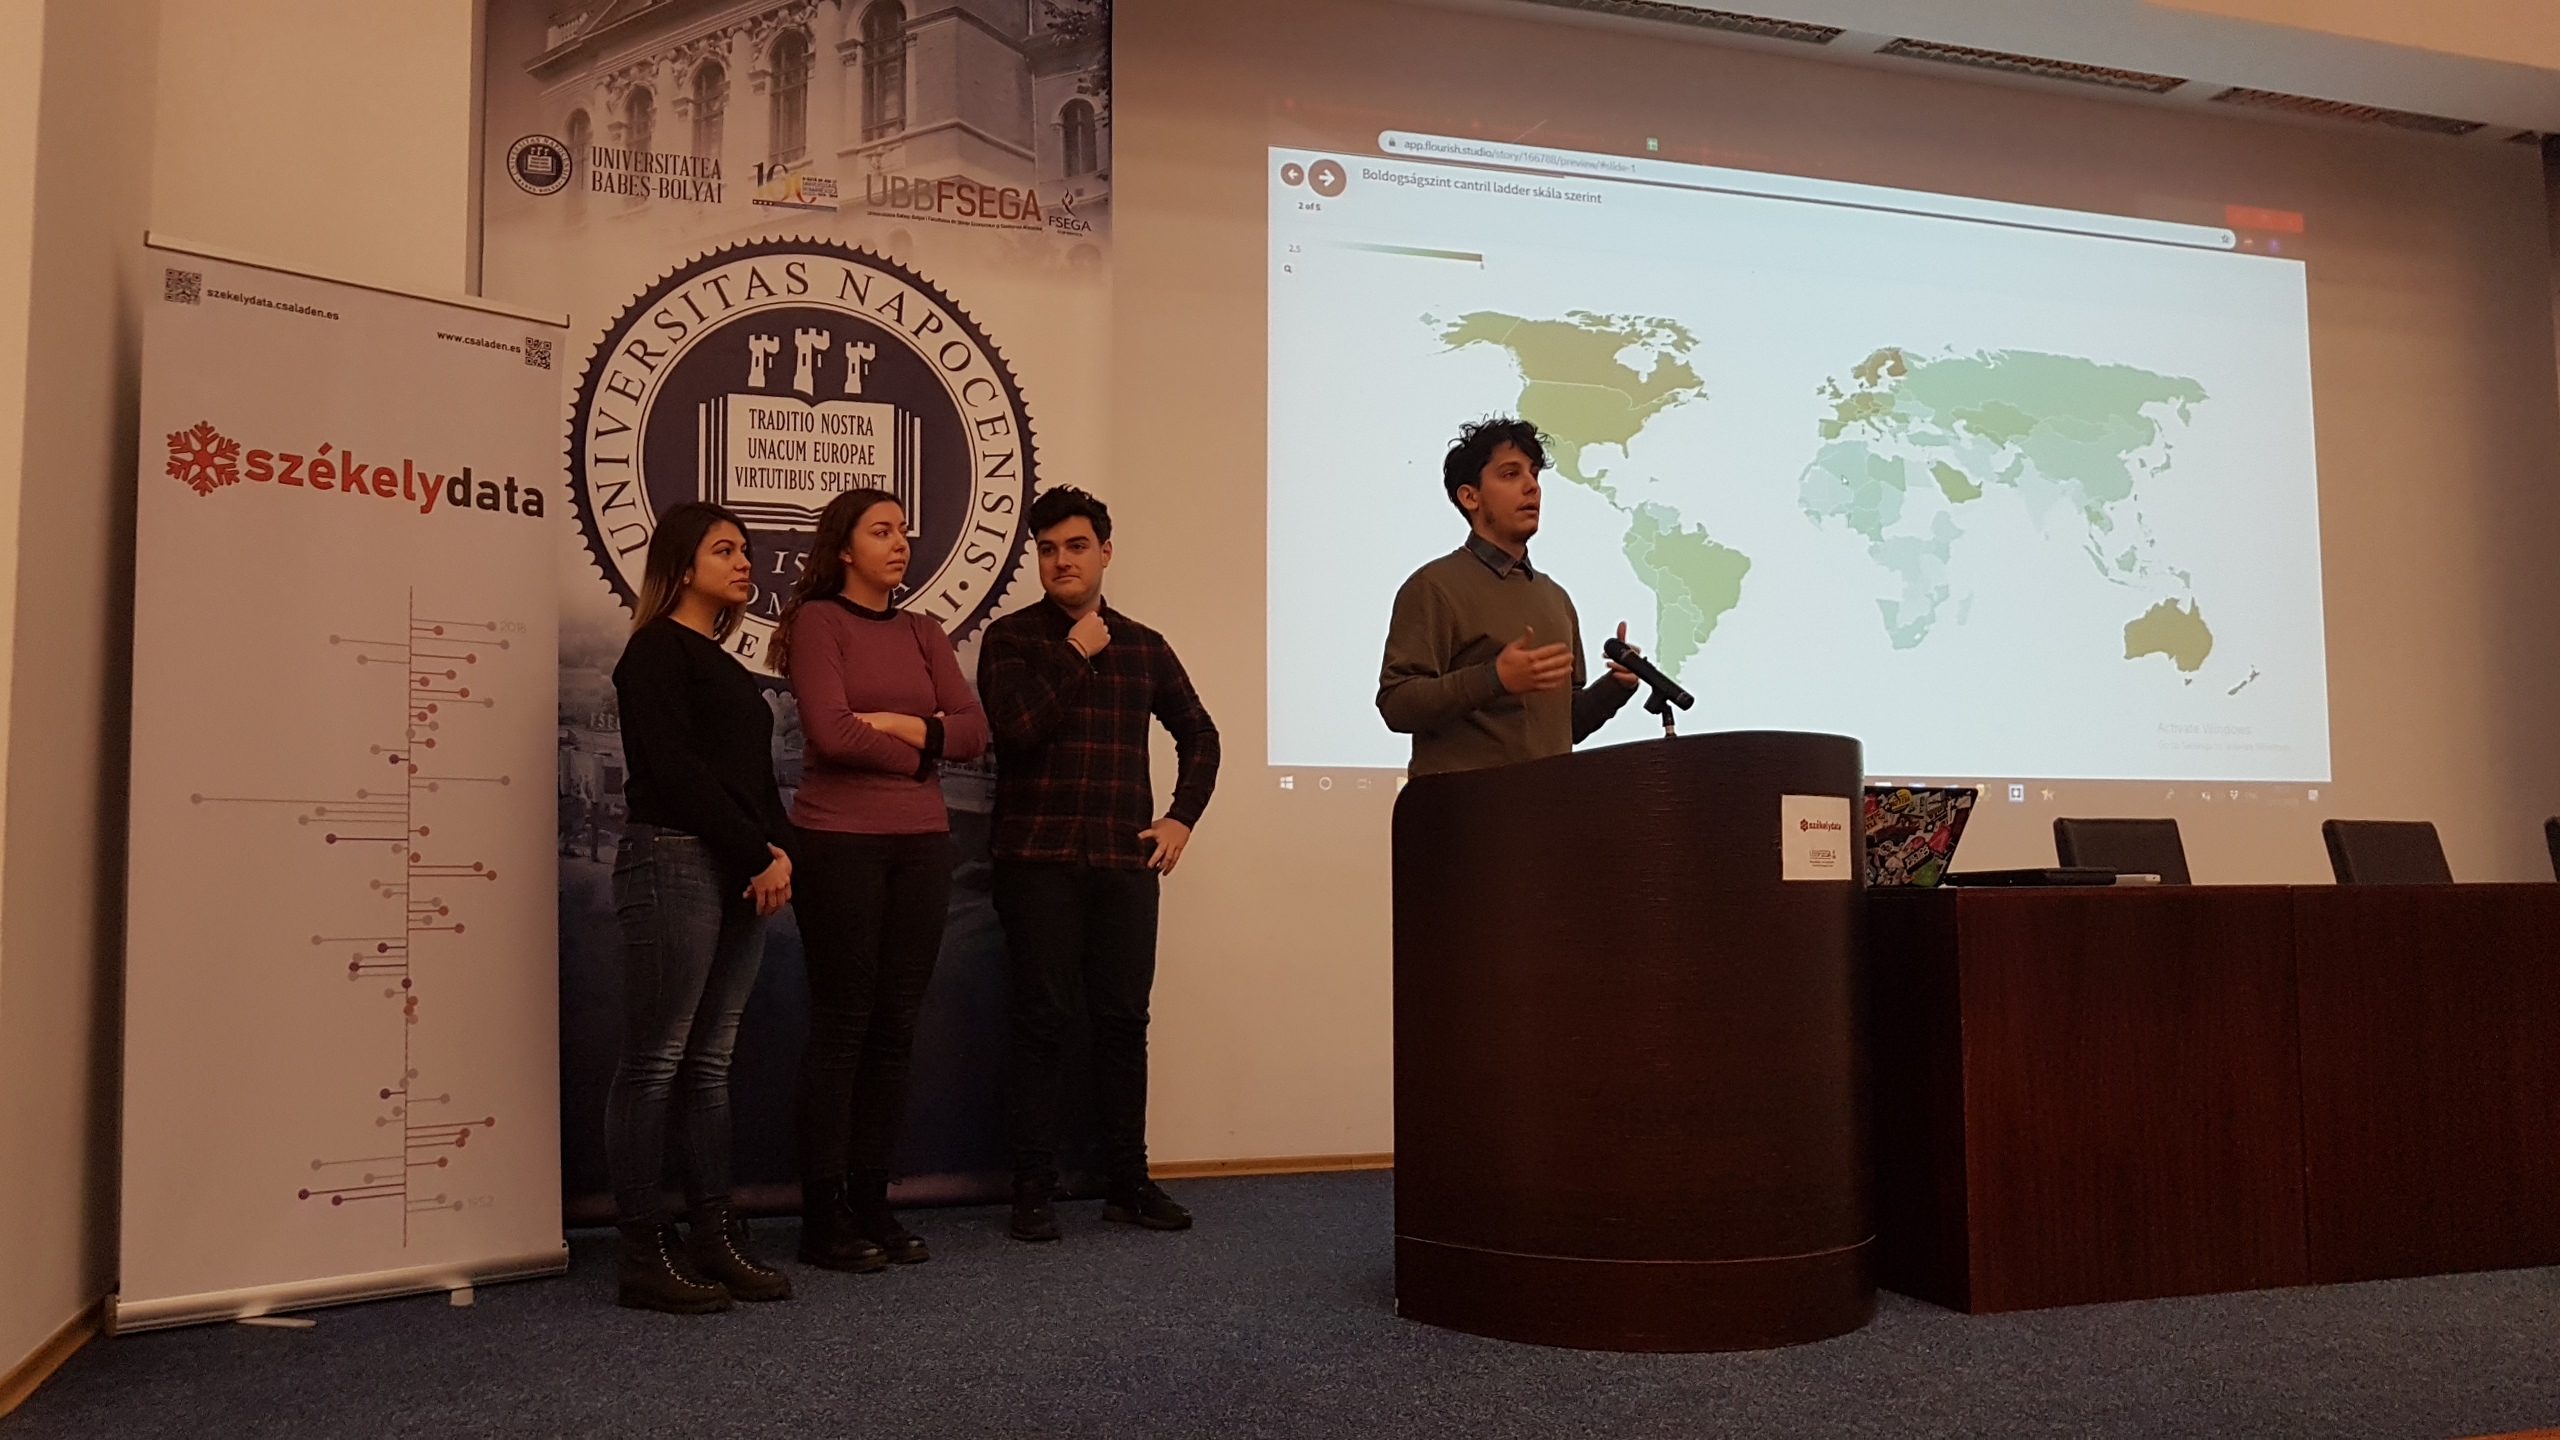 szekelydata.csaladen.es
www.csaladen.es
székelydata
2018
1952
UNIVERSITATEA
BABEȘ-BOLYAI
100
UBBFSEGA
FSEGA
UNIVERSITAS NAPOCENSIS
TRADITIO NOSTRA
UNACUM EUROPAE
VIRTUTIBUS SPLENDET
app.flourish.studio/story/166788/preview/#slide-1
Boldogságszint cantril ladder skála szerint
2 of 5
2.5
Activate Windows
székelydata